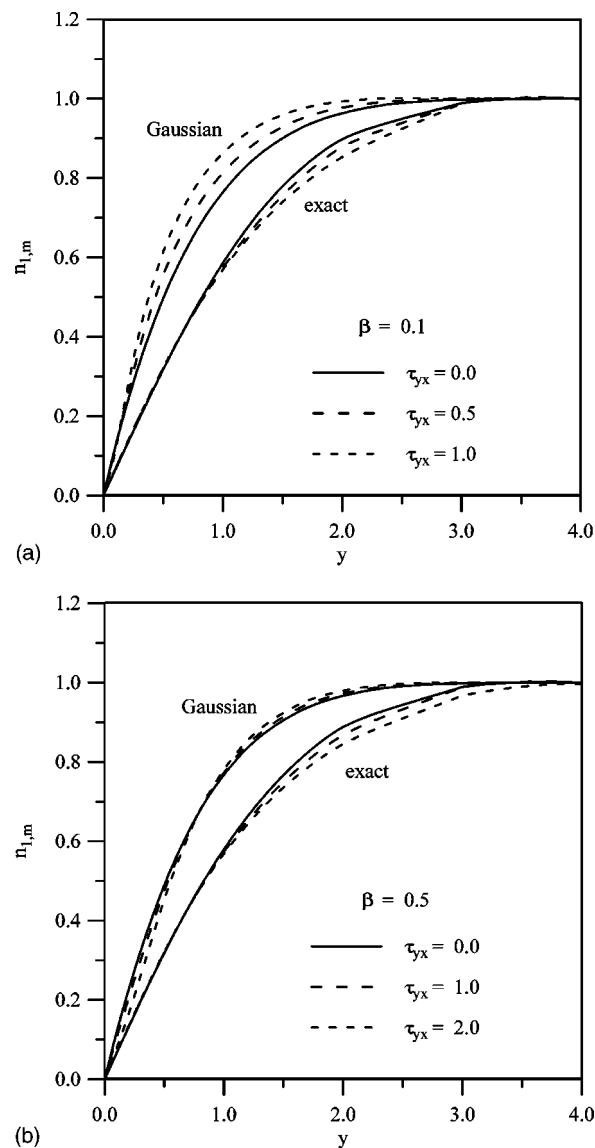 1.2
1.0
0.8
0.6
0.4
0.2
0.0
n1,m
Gaussian
exact
β = 0.1
τyx = 0.0
τyx = 0.5
τyx = 1.0
0.0 1.0 2.0 3.0 4.0
y
(a)
1.2
1.0
0.8
0.6
0.4
0.2
0.0
n1,m
Gaussian
exact
β = 0.5
τyx = 0.0
τyx = 1.0
τyx = 2.0
0.0 1.0 2.0 3.0 4.0
y
(b)